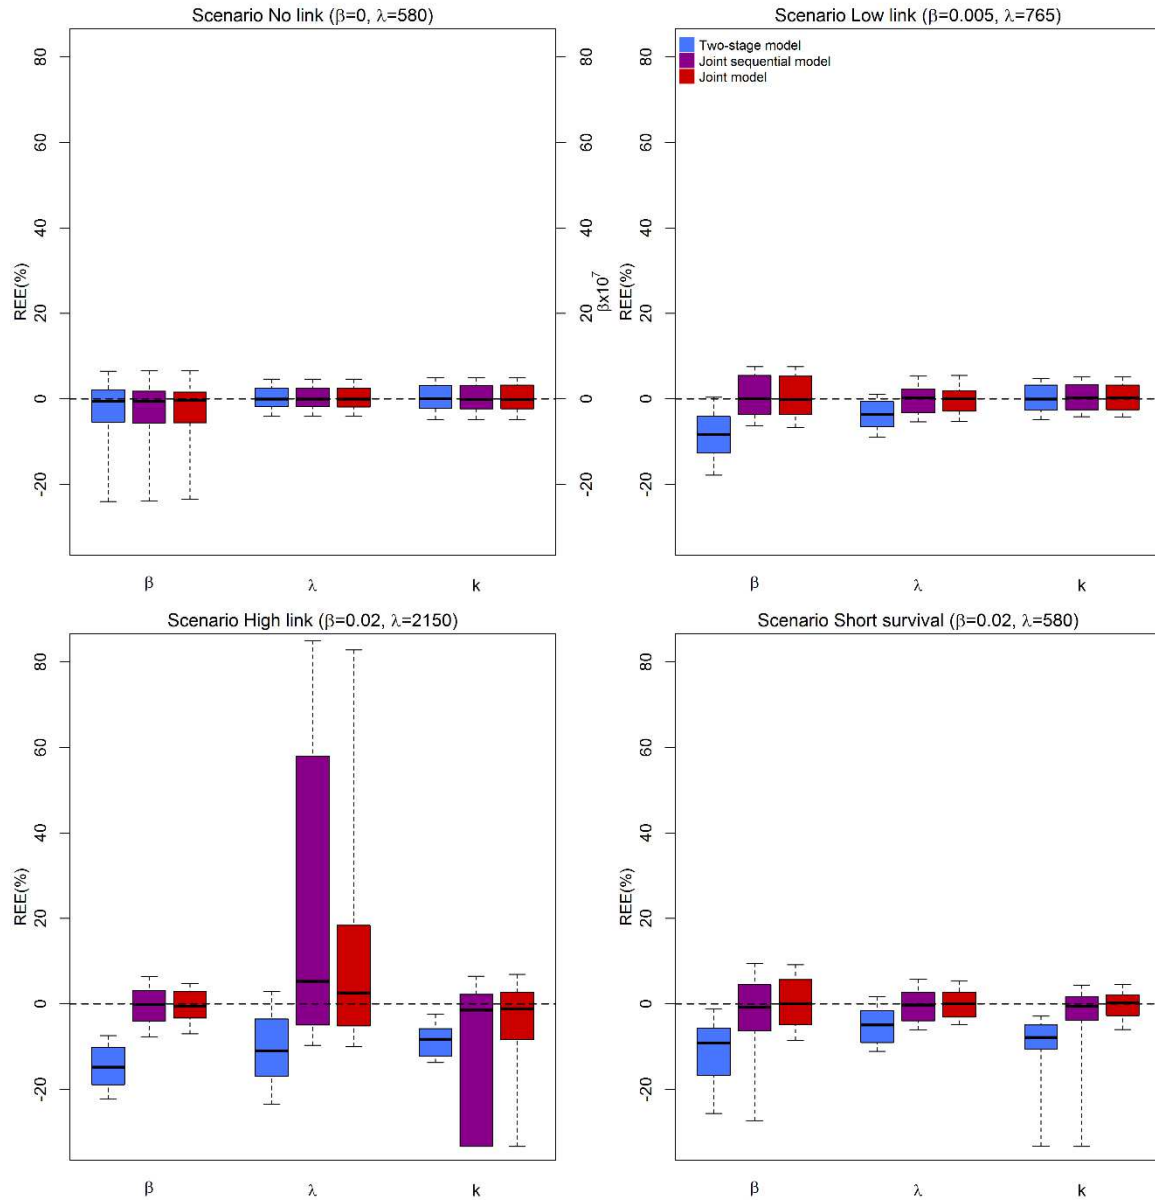 Scenario No link (β=0, λ=580)
80
60
40
20
0
-20
REE(%)
80
60
40
20
0
-20
βx10⁷
β λ k
Scenario Low link (β=0.005, λ=765)
Two-stage model
Joint sequential model
Joint model
80
60
40
20
0
-20
REE(%)
β λ k
Scenario High link (β=0.02, λ=2150)
80
60
40
20
0
-20
REE(%)
β λ k
Scenario Short survival (β=0.02, λ=580)
80
60
40
20
0
-20
REE(%)
β λ k